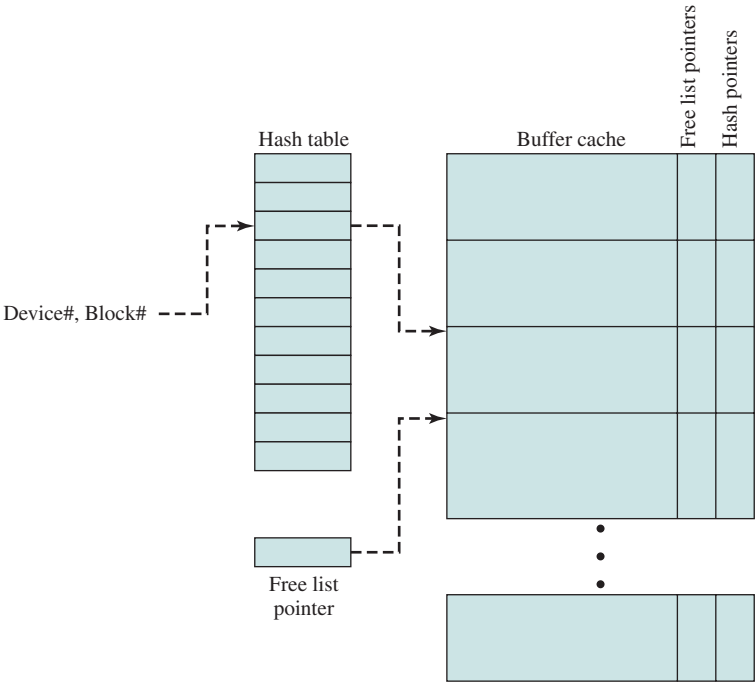 Free list pointers
Hash pointers
Hash table
Buffer cache
Device#, Block#
Free list
pointer